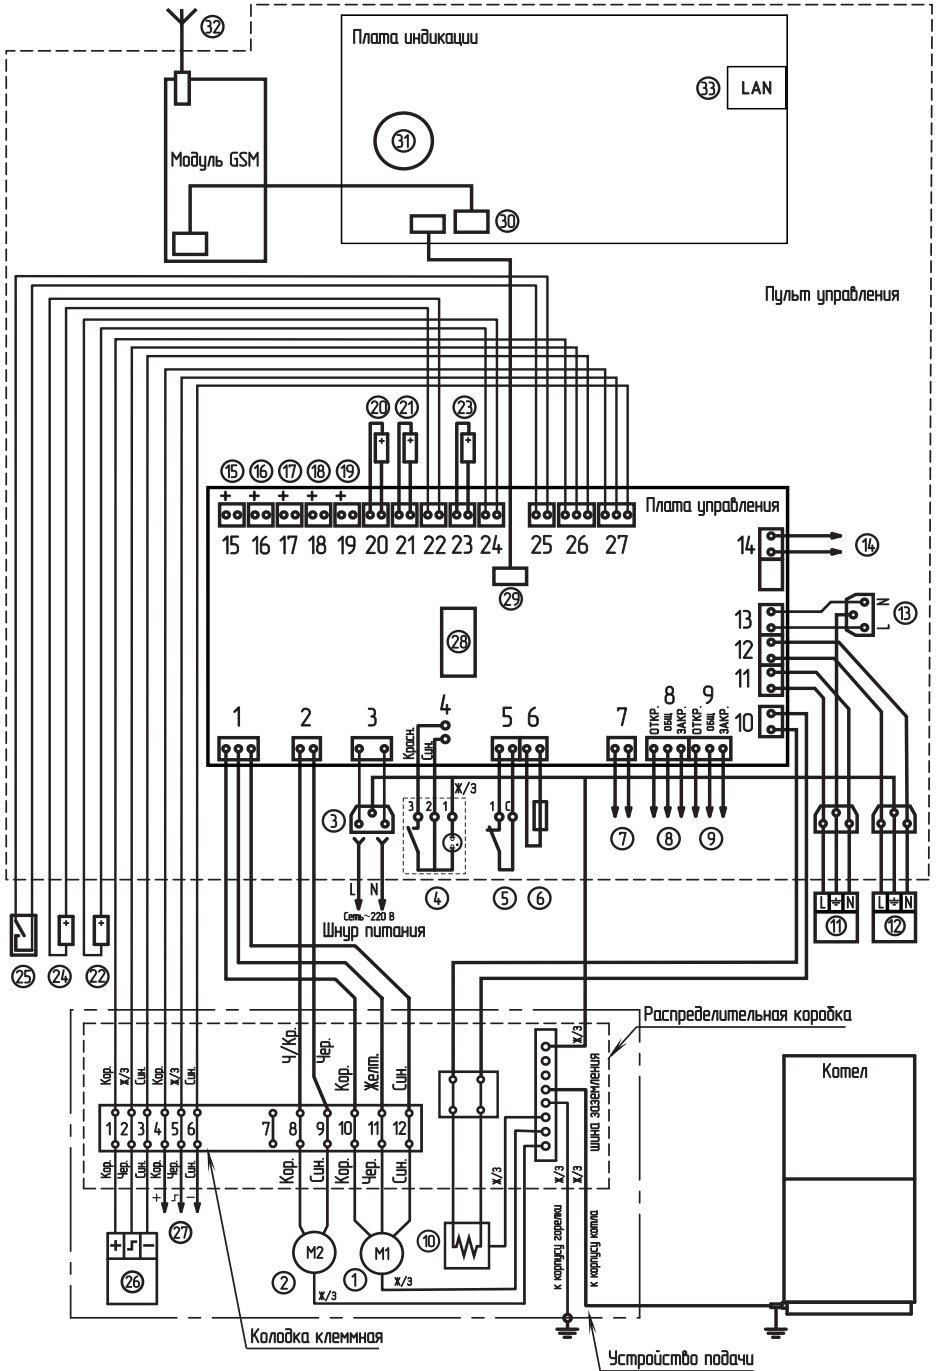 32
Плата индикации
33 LAN
31
Модуль GSM
30
Пульт управления
20 21 23
15 16 17 18 19
+ + + + +
Плата управления
15 16 17 18 19 20 21 22 23 24 25 26 27
14 14
29
13 N L 13
28
12
11
1 2 3 4 5 6 7 8 9 10
Красн. Син.
ОТКР. ОБЩ ЗАКР. ОТКР. ОБЩ ЗАКР.
Ж/З
3 2 1 1 С
3
7 8 9
L N
4 5 6
Сеть~220 В
Шнур питания
L N L N
11 12
25 24 22
Распределительная коробка
Ч/Кр. Чер. Кор. Желт. Син.
Ж/З
шина заземления
Кор. Ж/З Син. Кор. Ж/З Син.
Котел
1 2 3 4 5 6 7 8 9 10 11 12
Кор. Чер. Син. Кор. Чер. Син. Кор. Син. Кор. Чер. Син.
Ж/З Ж/З Ж/З
+ −
27
к корпусу горелки
к корпусу котла
10
+ −
М2 М1
26
2 1 Ж/З
Ж/З
Колодка клеммная
Устройство подачи